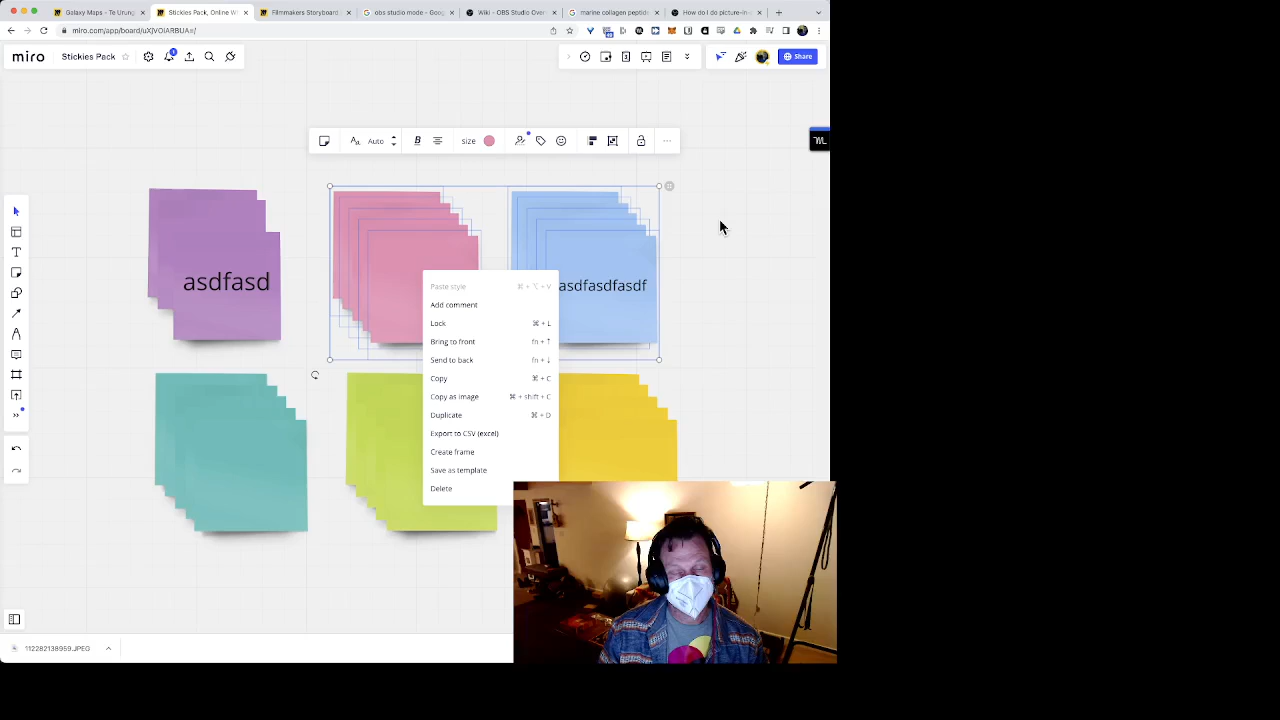 Galaxy Maps - Te Urung
Stickies Pack, Online W
Filmmakers Storyboard
obs studio mode - Goog
Wiki - OBS Studio Over
marine collagen peptide
How do I do picture-in-
miro.com/app/board/uXjVOIARBUA=/
miro
Stickies Pack
Share
Auto
B
size
asdfasd
asdfasdfasdf
Paste style ⌘ + ⌥ + V
Add comment
Lock ⌘ + L
Bring to front fn + ↑
Send to back fn + ↓
Copy ⌘ + C
Copy as image ⌘ + shift + C
Duplicate ⌘ + D
Export to CSV (excel)
Create frame
Save as template
Delete
112282138959.JPEG